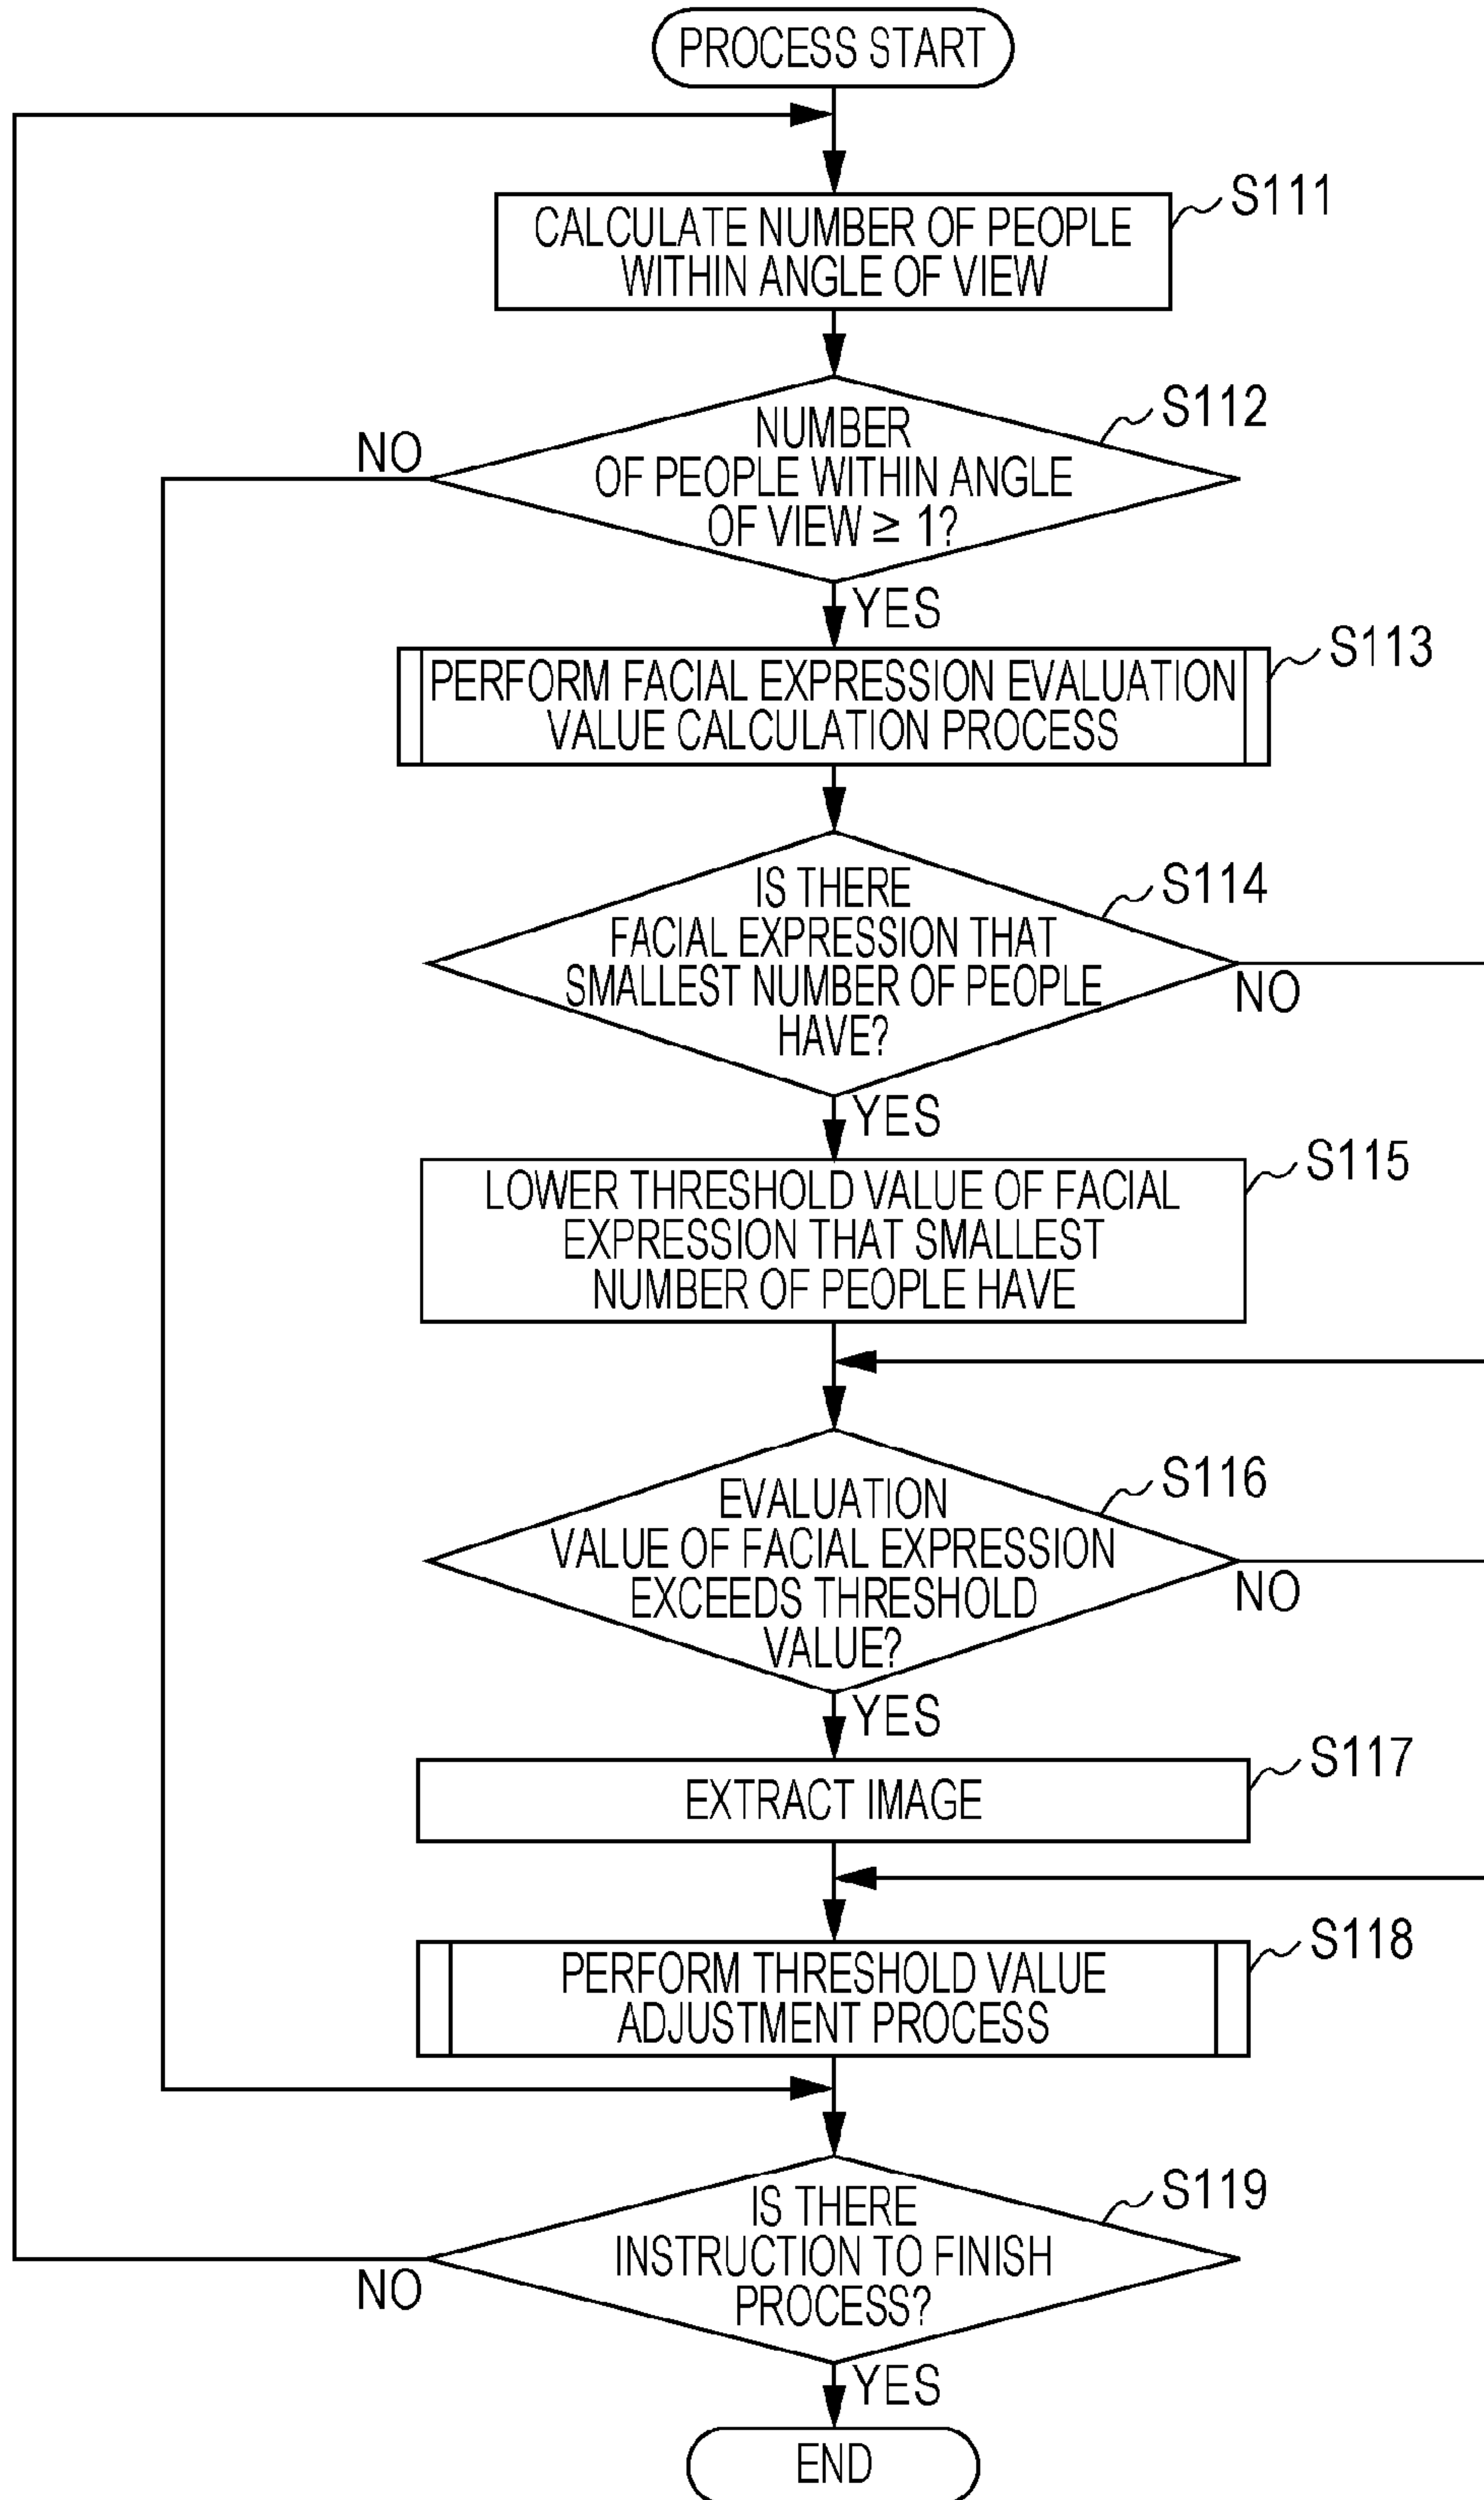 PROCESS START
S111
CALCULATE NUMBER OF PEOPLE
WITHIN ANGLE OF VIEW
S112
NO
NUMBER
OF PEOPLE WITHIN ANGLE
OF VIEW ≥ 1?
YES
S113
PERFORM FACIAL EXPRESSION EVALUATION
VALUE CALCULATION PROCESS
S114
IS THERE
FACIAL EXPRESSION THAT
SMALLEST NUMBER OF PEOPLE
HAVE?
NO
YES
S115
LOWER THRESHOLD VALUE OF FACIAL
EXPRESSION THAT SMALLEST
NUMBER OF PEOPLE HAVE
S116
EVALUATION
VALUE OF FACIAL EXPRESSION
EXCEEDS THRESHOLD
VALUE?
NO
YES
S117
EXTRACT IMAGE
S118
PERFORM THRESHOLD VALUE
ADJUSTMENT PROCESS
S119
IS THERE
INSTRUCTION TO FINISH
PROCESS?
NO
YES
END